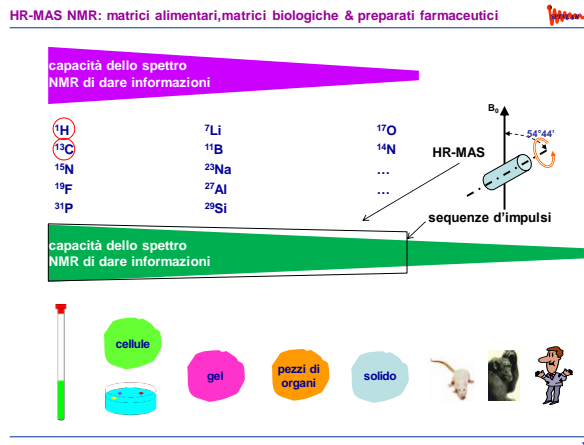 HR-MAS NMR: matrici alimentari,matrici biologiche & preparati farmaceutici
capacità dello spettro
NMR di dare informazioni
¹H
¹³C
¹⁵N
¹⁹F
³¹P
⁷Li
¹¹B
²³Na
²⁷Al
²⁹Si
¹⁷O
¹⁴N
…
…
B₀
54°44'
HR-MAS
sequenze d'impulsi
capacità dello spettro
NMR di dare informazioni
cellule
gel
pezzi di
organi
solido